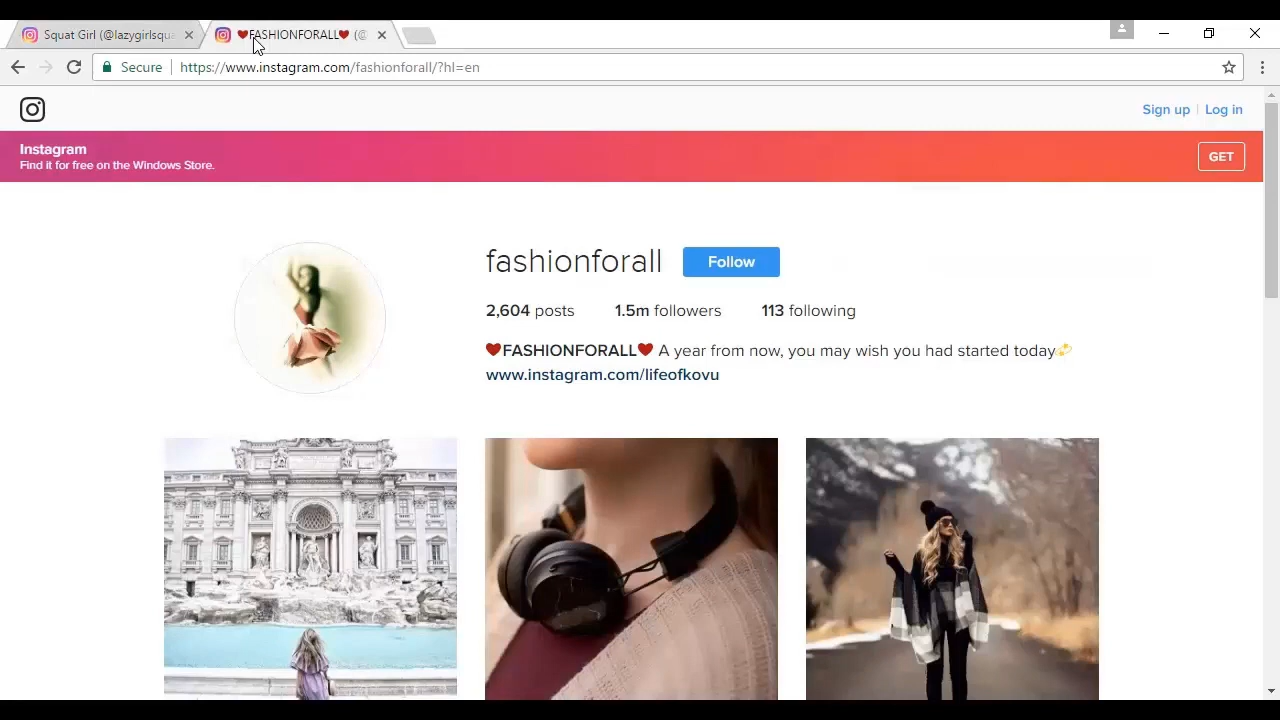 Squat Girl (@lazygirlsqua
❤FASHIONFORALL❤ (@
Secure
https://www.instagram.com/fashionforall/?hl=en
Sign up | Log in
Instagram
Find it for free on the Windows Store.
GET
fashionforall
Follow
2,604 posts
1.5m followers
113 following
❤FASHIONFORALL❤ A year from now, you may wish you had started today💫
www.instagram.com/lifeofkovu